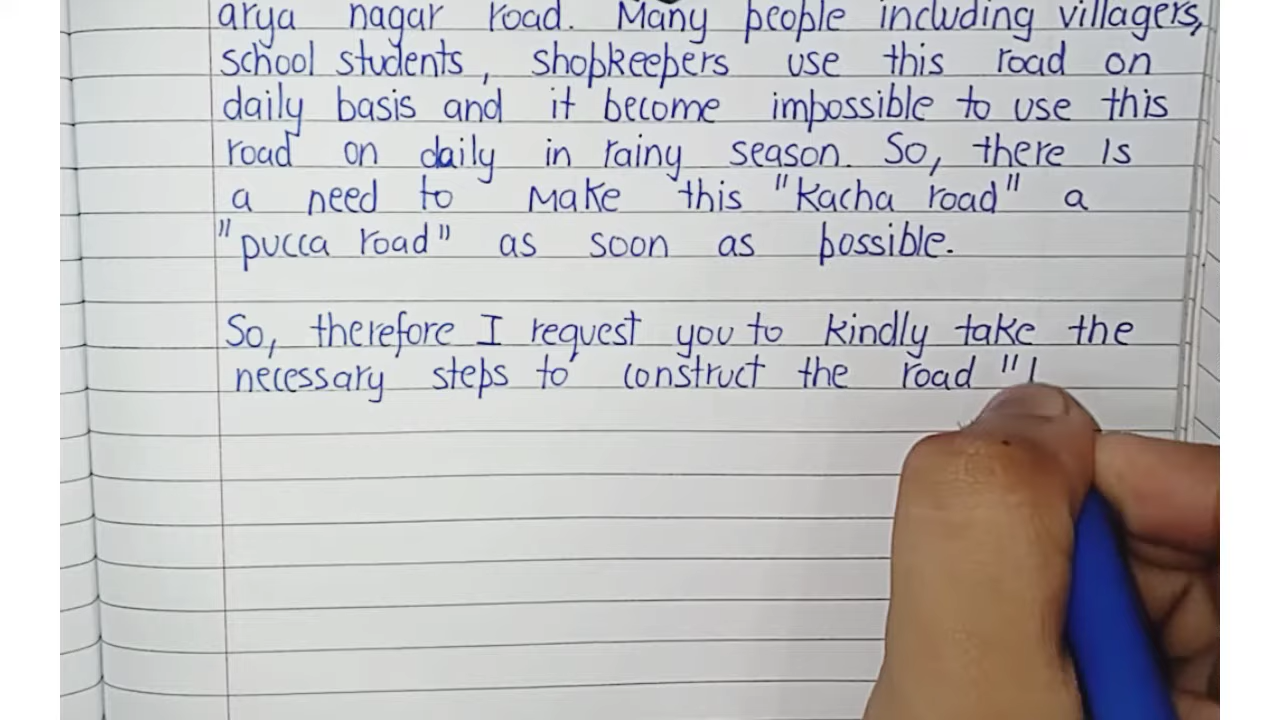 arya nagar road. Many people including villagers,
school students, shopkeepers use this road on
daily basis and it become impossible to use this
road on daily in rainy season. So, there is
a need to make this "kacha road" a
"pucca road" as soon as possible.
So, therefore I request you to kindly take the
necessary steps to construct the road "